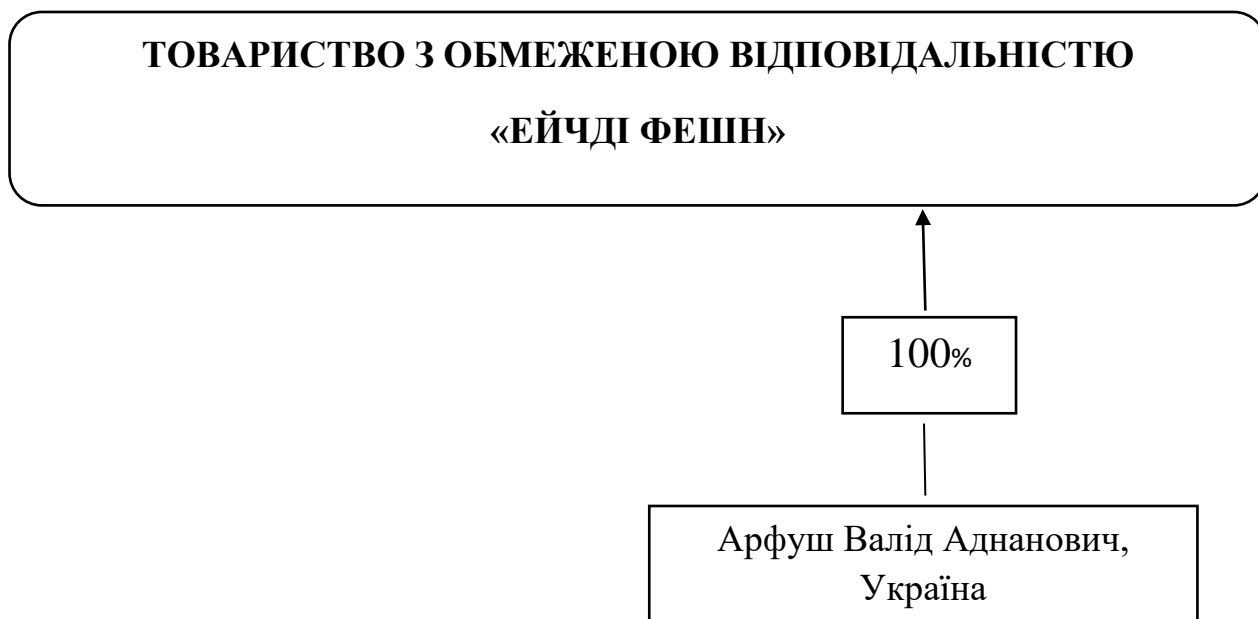 ТОВАРИСТВО З ОБМЕЖЕНОЮ ВІДПОВІДАЛЬНІСТЮ
«ЕЙЧДІ ФЕШН»
100%
Арфуш Валід Аднанович,
Україна